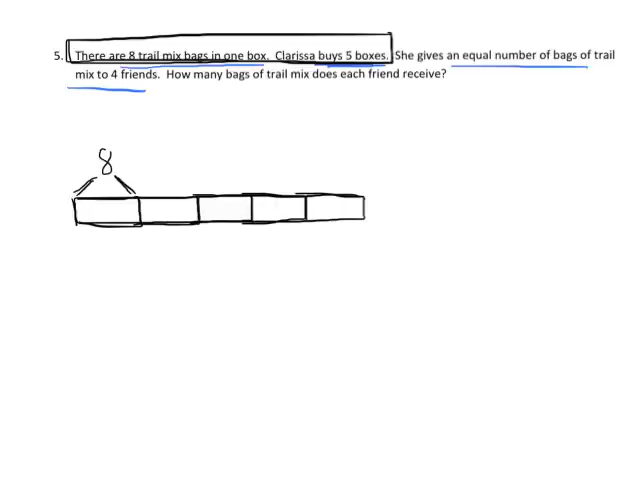 5. There are 8 trail mix bags in one box. Clarissa buys 5 boxes. She gives an equal number of bags of trail
mix to 4 friends. How many bags of trail mix does each friend receive?
8